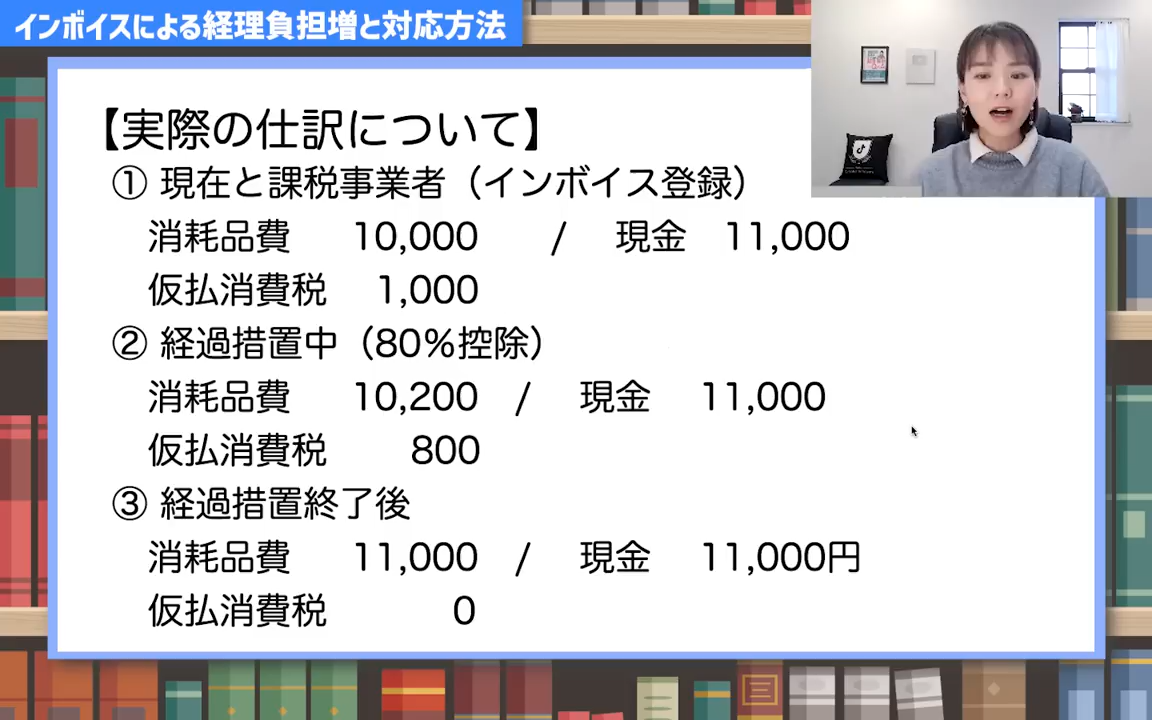 インボイスによる経理負担増と対応方法
【実際の仕訳について】
① 現在と課税事業者（インボイス登録）
消耗品費 10,000 / 現金 11,000
仮払消費税 1,000
② 経過措置中（80％控除）
消耗品費 10,200 / 現金 11,000
仮払消費税 800
③ 経過措置終了後
消耗品費 11,000 / 現金 11,000円
仮払消費税 0